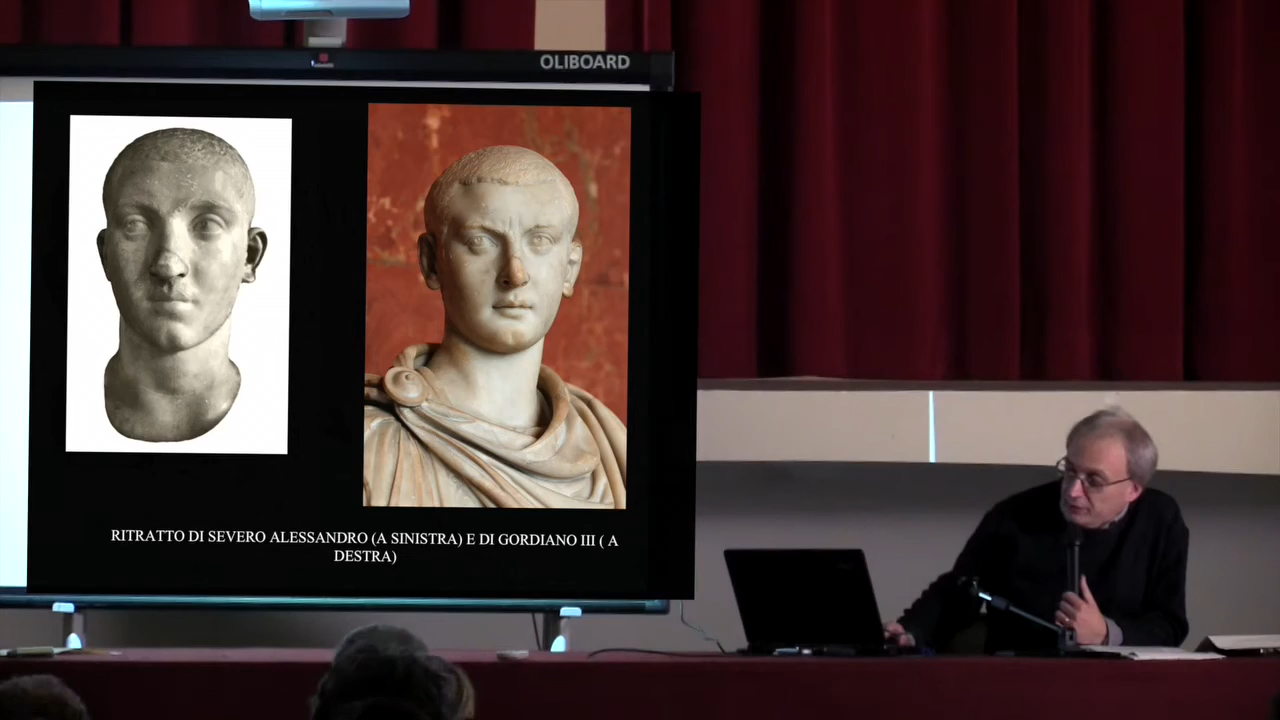 OLIBOARD
RITRATTO DI SEVERO ALESSANDRO (A SINISTRA) E DI GORDIANO III ( A
DESTRA)